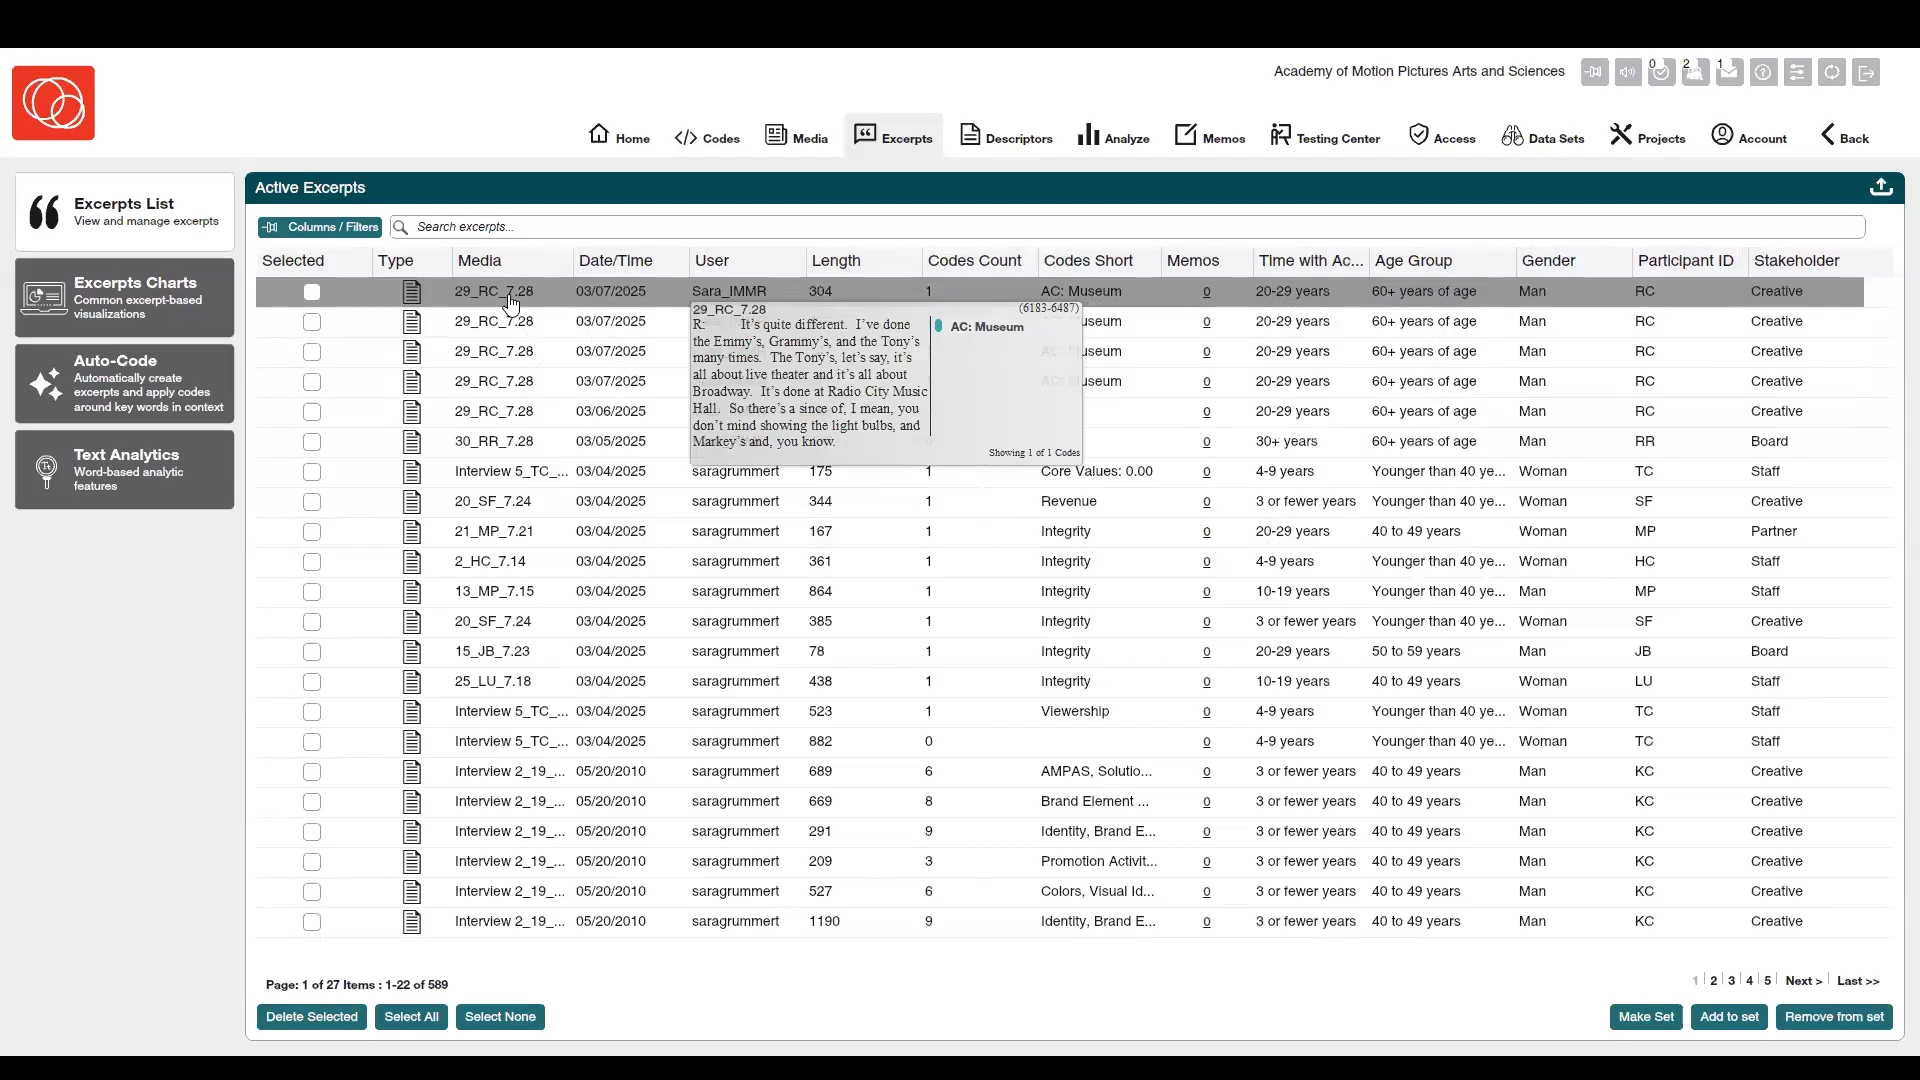 Academy of Motion Pictures Arts and Sciences
0
2
1
Home
Codes
Media
Excerpts
Descriptors
Analyze
Memos
Testing Center
Access
Data Sets
Projects
Account
Back
Excerpts List
View and manage excerpts
Excerpts Charts
Common excerpt-based
visualizations
Auto-Code
Automatically create
excerpts and apply codes
around key words in context
Text Analytics
Word-based analytic
features
Active Excerpts
Columns / Filters
Search excerpts...
Selected Type Media Date/Time User Length Codes Count Codes Short Memos Time with Ac... Age Group Gender Participant ID Stakeholder
29_RC_7.28 03/07/2025 Sara_IMMR 304 1 AC: Museum 0 20-29 years 60+ years of age Man RC Creative
29_RC_7.28 03/07/2025 0 20-29 years 60+ years of age Man RC Creative
29_RC_7.28 03/07/2025 0 20-29 years 60+ years of age Man RC Creative
29_RC_7.28 03/07/2025 0 20-29 years 60+ years of age Man RC Creative
29_RC_7.28 03/06/2025 0 20-29 years 60+ years of age Man RC Creative
30_RR_7.28 03/05/2025 0 30+ years 60+ years of age Man RR Board
29_RC_7.28 (6183-6487)
R: It's quite different. I've done
the Emmy's, Grammy's, and the Tony's
many times. The Tony's, let's say, it's
all about live theater and it's all about
Broadway. It's done at Radio City Music
Hall. So there's a since of, I mean, you
don't mind showing the light bulbs, and
Markey's and, you know.
AC: Museum
Showing 1 of 1 Codes
Interview 5_TC_... 03/04/2025 saragrummert 175 1 Core Values: 0.00 0 4-9 years Younger than 40 ye... Woman TC Staff
20_SF_7.24 03/04/2025 saragrummert 344 1 Revenue 0 3 or fewer years Younger than 40 ye... Woman SF Creative
21_MP_7.21 03/04/2025 saragrummert 167 1 Integrity 0 20-29 years 40 to 49 years Woman MP Partner
2_HC_7.14 03/04/2025 saragrummert 361 1 Integrity 0 4-9 years Younger than 40 ye... Woman HC Staff
13_MP_7.15 03/04/2025 saragrummert 864 1 Integrity 0 10-19 years Younger than 40 ye... Man MP Staff
20_SF_7.24 03/04/2025 saragrummert 385 1 Integrity 0 3 or fewer years Younger than 40 ye... Woman SF Creative
15_JB_7.23 03/04/2025 saragrummert 78 1 Integrity 0 20-29 years 50 to 59 years Man JB Board
25_LU_7.18 03/04/2025 saragrummert 438 1 Integrity 0 10-19 years 40 to 49 years Woman LU Staff
Interview 5_TC_... 03/04/2025 saragrummert 523 1 Viewership 0 4-9 years Younger than 40 ye... Woman TC Staff
Interview 5_TC_... 03/04/2025 saragrummert 882 0 0 4-9 years Younger than 40 ye... Woman TC Staff
Interview 2_19_... 05/20/2010 saragrummert 689 6 AMPAS, Solutio... 0 3 or fewer years 40 to 49 years Man KC Creative
Interview 2_19_... 05/20/2010 saragrummert 669 8 Brand Element ... 0 3 or fewer years 40 to 49 years Man KC Creative
Interview 2_19_... 05/20/2010 saragrummert 291 9 Identity, Brand E... 0 3 or fewer years 40 to 49 years Man KC Creative
Interview 2_19_... 05/20/2010 saragrummert 209 3 Promotion Activit... 0 3 or fewer years 40 to 49 years Man KC Creative
Interview 2_19_... 05/20/2010 saragrummert 527 6 Colors, Visual Id... 0 3 or fewer years 40 to 49 years Man KC Creative
Interview 2_19_... 05/20/2010 saragrummert 1190 9 Identity, Brand E... 0 3 or fewer years 40 to 49 years Man KC Creative
Page: 1 of 27 Items : 1-22 of 589
1 2 3 4 5 Next > Last >>
Delete Selected Select All Select None
Make Set Add to set Remove from set